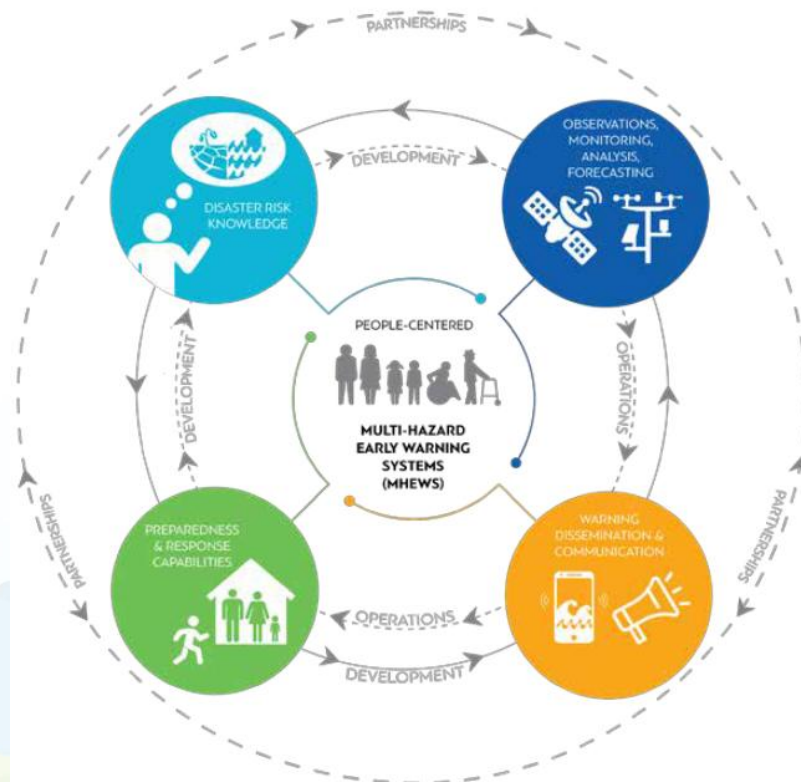 PARTNERSHIPS
OBSERVATIONS,
MONITORING,
ANALYSIS,
FORECASTING
DEVELOPMENT
DISASTER RISK
KNOWLEDGE
PEOPLE-CENTERED
DEVELOPMENT
OPERATIONS
MULTI-HAZARD
EARLY WARNING
SYSTEMS
(MHEWS)
PARTNERSHIPS
PARTNERSHIPS
PREPAREDNESS
& RESPONSE
CAPABILITIES
WARNING
DISSEMINATION &
COMMUNICATION
OPERATIONS
DEVELOPMENT